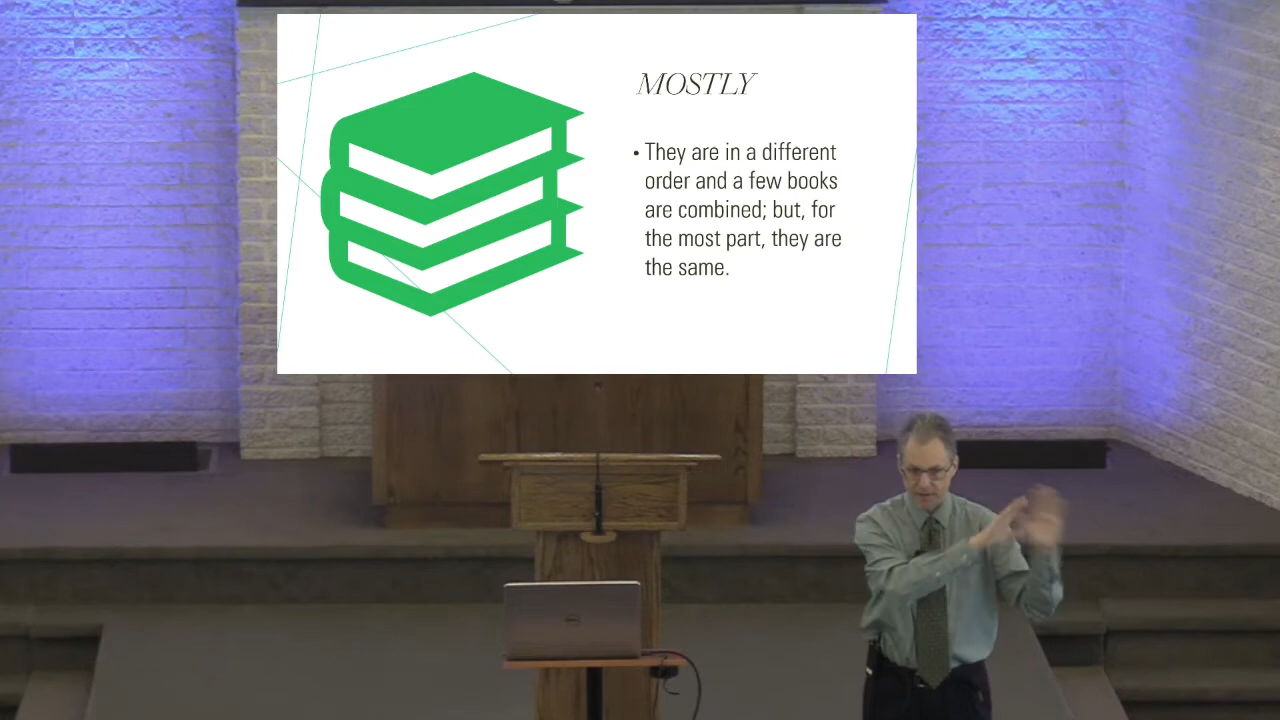 MOSTLY
• They are in a different
order and a few books
are combined; but, for
the most part, they are
the same.